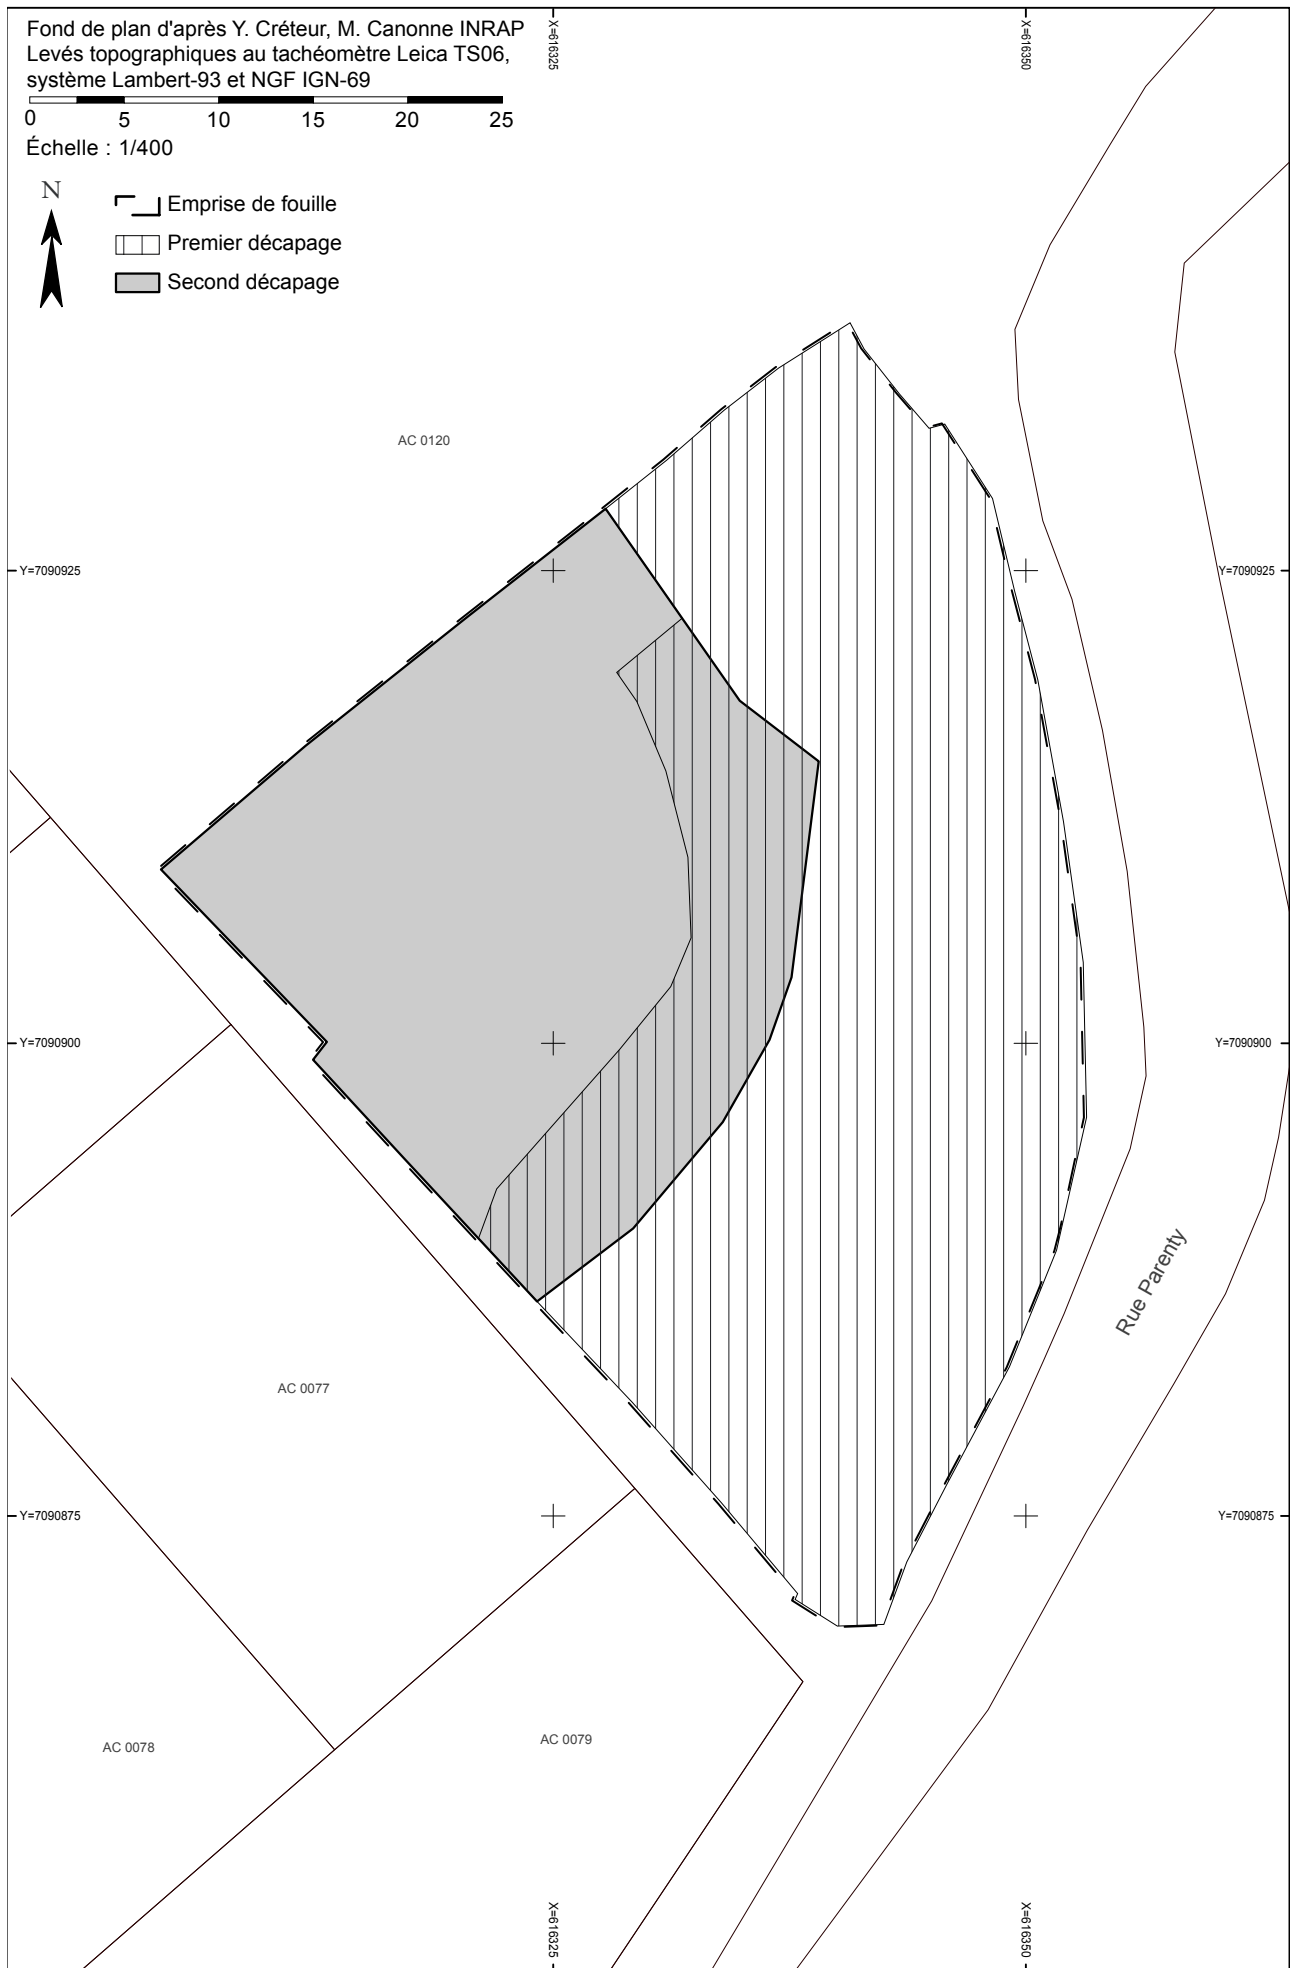 Fond de plan d'après Y. Créteur, M. Canonne INRAP
Levés topographiques au tachéomètre Leica TS06,
système Lambert-93 et NGF IGN-69
0 5 10 15 20 25
Échelle : 1/400
N
Emprise de fouille
Premier décapage
Second décapage
X=616325
X=616350
AC 0120
Y=7090925
Y=7090925
Y=7090900
Y=7090900
Rue Parenty
AC 0077
Y=7090875
Y=7090875
AC 0078
AC 0079
X=616325
X=616350